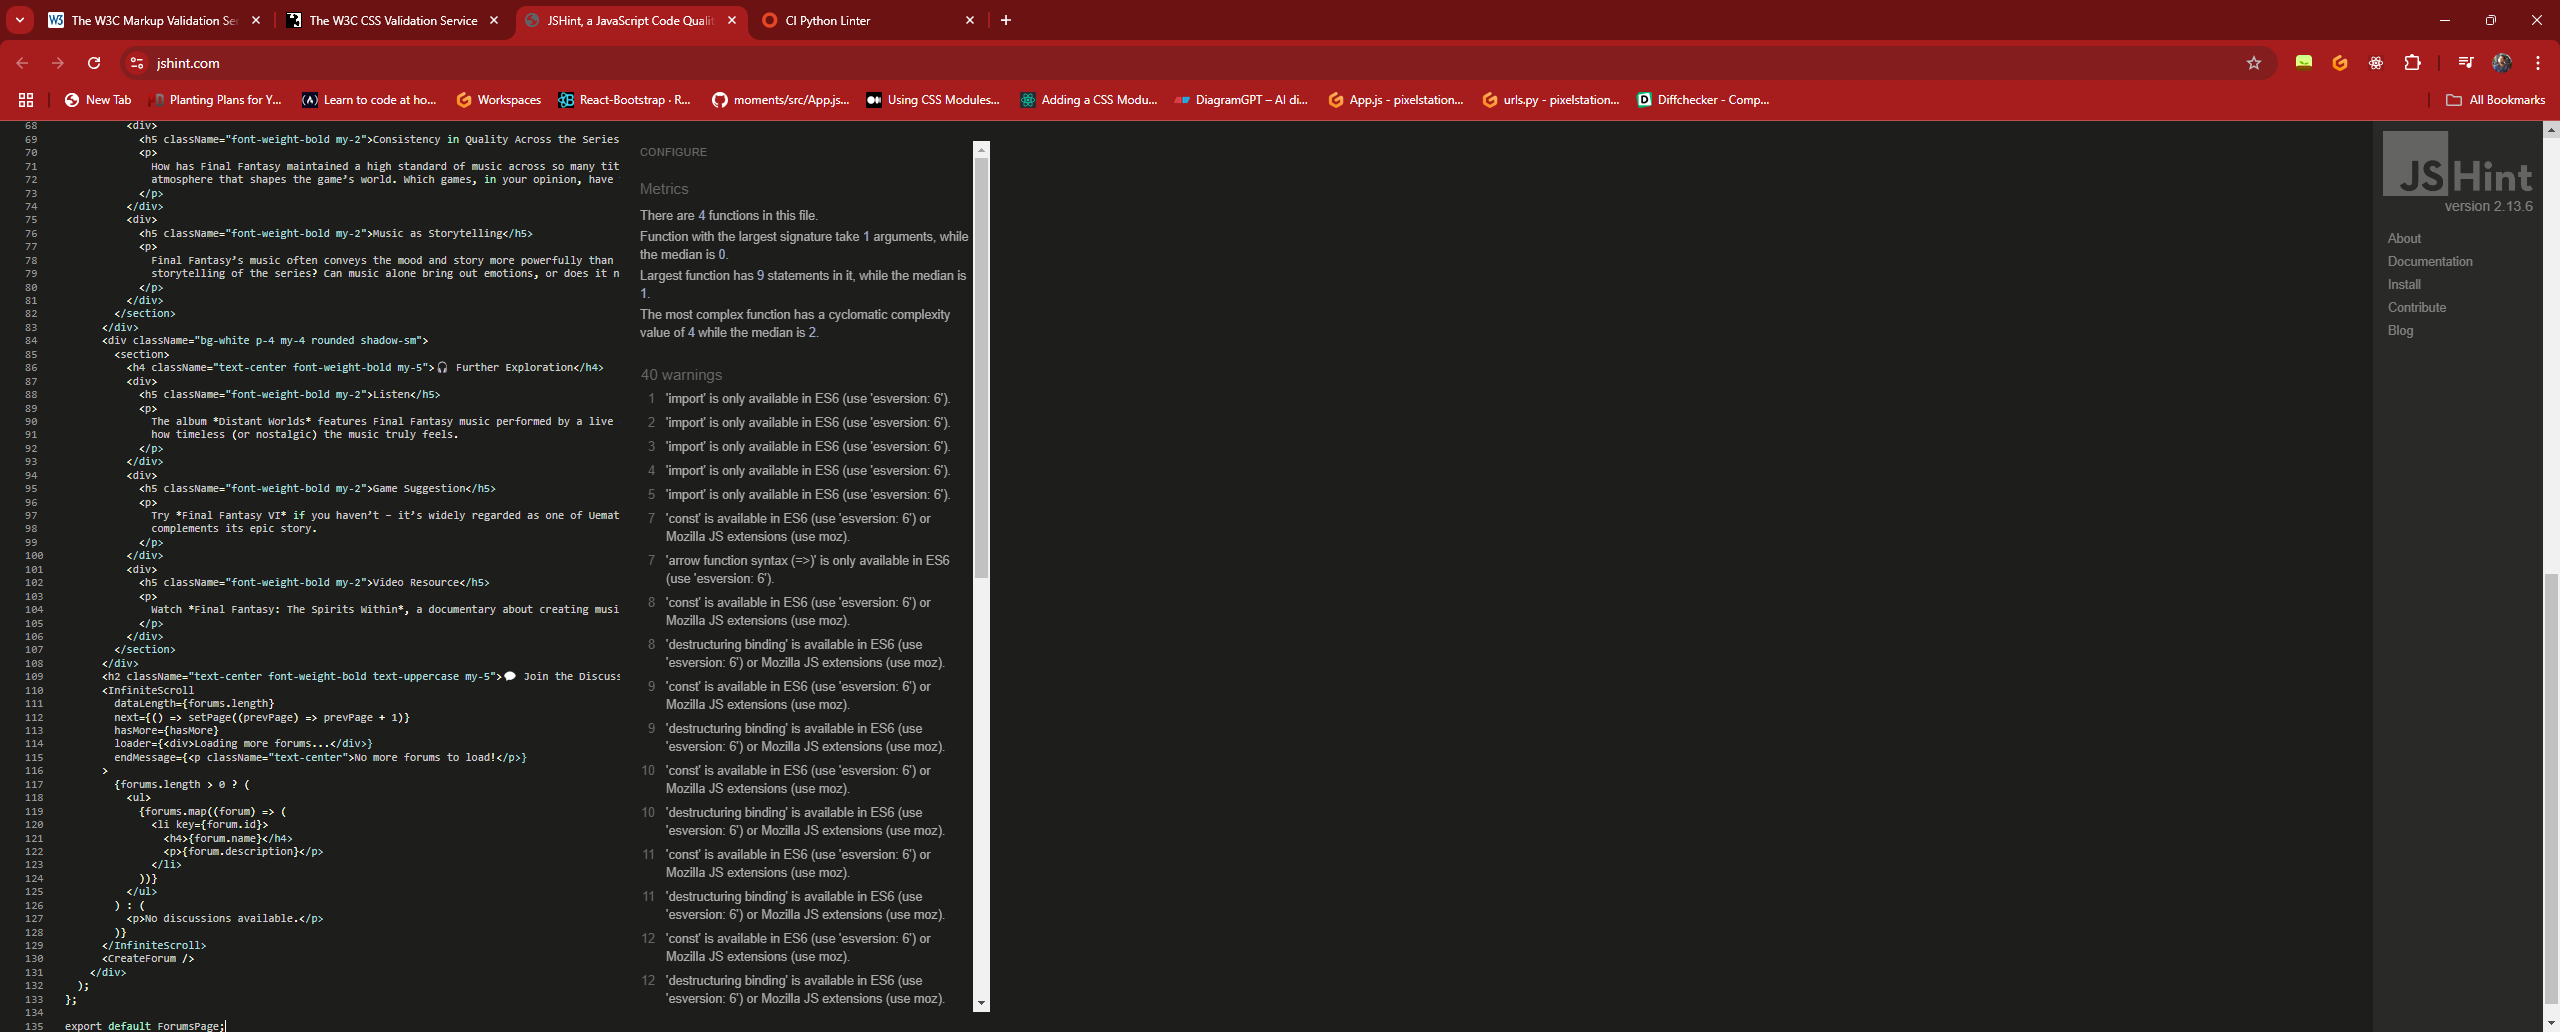 The W3C Markup Validation Se
The W3C CSS Validation Service
JSHint, a JavaScript Code Quali
CI Python Linter
jshint.com
New Tab
Planting Plans for Y...
Learn to code at ho...
Workspaces
React-Bootstrap · R...
moments/src/App.js...
Using CSS Modules...
Adding a CSS Modu...
DiagramGPT – AI di...
App.js - pixelstation...
urls.py - pixelstation...
Diffchecker - Comp...
All Bookmarks
68 <div>
69 <h5 className="font-weight-bold my-2">Consistency in Quality Across the Series
70 <p>
71 How has Final Fantasy maintained a high standard of music across so many tit
72 atmosphere that shapes the game’s world. Which games, in your opinion, have
73 </p>
74 </div>
75 <div>
76 <h5 className="font-weight-bold my-2">Music as Storytelling</h5>
77 <p>
78 Final Fantasy’s music often conveys the mood and story more powerfully than
79 storytelling of the series? Can music alone bring out emotions, or does it n
80 </p>
81 </div>
82 </section>
83 </div>
84 <div className="bg-white p-4 my-4 rounded shadow-sm">
85 <section>
86 <h4 className="text-center font-weight-bold my-5">🎧 Further Exploration</h4>
87 <div>
88 <h5 className="font-weight-bold my-2">Listen</h5>
89 <p>
90 The album *Distant Worlds* features Final Fantasy music performed by a live
91 how timeless (or nostalgic) the music truly feels.
92 </p>
93 </div>
94 <div>
95 <h5 className="font-weight-bold my-2">Game Suggestion</h5>
96 <p>
97 Try *Final Fantasy VI* if you haven’t – it’s widely regarded as one of Uemat
98 complements its epic story.
99 </p>
100 </div>
101 <div>
102 <h5 className="font-weight-bold my-2">Video Resource</h5>
103 <p>
104 Watch *Final Fantasy: The Spirits Within*, a documentary about creating musi
105 </p>
106 </div>
107 </section>
108 </div>
109 <h2 className="text-center font-weight-bold text-uppercase my-5">💬 Join the Discuss
110 <InfiniteScroll
111 dataLength={forums.length}
112 next={() => setPage((prevPage) => prevPage + 1)}
113 hasMore={hasMore}
114 loader={<div>Loading more forums...</div>}
115 endMessage={<p className="text-center">No more forums to load!</p>}
116 >
117 {forums.length > 0 ? (
118 <ul>
119 {forums.map((forum) => (
120 <li key={forum.id}>
121 <h4>{forum.name}</h4>
122 <p>{forum.description}</p>
123 </li>
124 ))}
125 </ul>
126 ) : (
127 <p>No discussions available.</p>
128 )}
129 </InfiniteScroll>
130 <CreateForum />
131 </div>
132 );
133 };
134
135 export default ForumsPage;
CONFIGURE
Metrics
There are 4 functions in this file.
Function with the largest signature take 1 arguments, while
the median is 0.
Largest function has 9 statements in it, while the median is
1.
The most complex function has a cyclomatic complexity
value of 4 while the median is 2.
40 warnings
1 'import' is only available in ES6 (use 'esversion: 6').
2 'import' is only available in ES6 (use 'esversion: 6').
3 'import' is only available in ES6 (use 'esversion: 6').
4 'import' is only available in ES6 (use 'esversion: 6').
5 'import' is only available in ES6 (use 'esversion: 6').
7 'const' is available in ES6 (use 'esversion: 6') or
Mozilla JS extensions (use moz).
7 'arrow function syntax (=>)' is only available in ES6
(use 'esversion: 6').
8 'const' is available in ES6 (use 'esversion: 6') or
Mozilla JS extensions (use moz).
8 'destructuring binding' is available in ES6 (use
'esversion: 6') or Mozilla JS extensions (use moz).
9 'const' is available in ES6 (use 'esversion: 6') or
Mozilla JS extensions (use moz).
9 'destructuring binding' is available in ES6 (use
'esversion: 6') or Mozilla JS extensions (use moz).
10 'const' is available in ES6 (use 'esversion: 6') or
Mozilla JS extensions (use moz).
10 'destructuring binding' is available in ES6 (use
'esversion: 6') or Mozilla JS extensions (use moz).
11 'const' is available in ES6 (use 'esversion: 6') or
Mozilla JS extensions (use moz).
11 'destructuring binding' is available in ES6 (use
'esversion: 6') or Mozilla JS extensions (use moz).
12 'const' is available in ES6 (use 'esversion: 6') or
Mozilla JS extensions (use moz).
12 'destructuring binding' is available in ES6 (use
'esversion: 6') or Mozilla JS extensions (use moz).
JSHint
version 2.13.6
About
Documentation
Install
Contribute
Blog